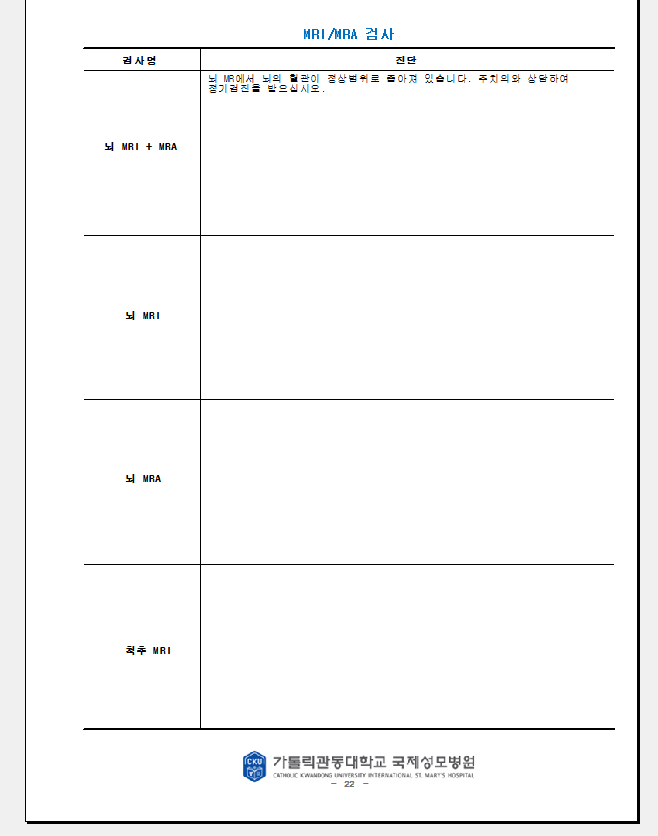 MRI/MRA 검사
검사명
진단
뇌 MRI + MRA
뇌 MR에서 뇌의 혈관이 정상범위로 좁아져 있습니다. 주치의와 상담하여
정기검진를 받으십시오.
뇌 MRI
뇌 MRA
척추 MRI
CKU
가톨릭관동대학교 국제성모병원
CATHOLIC KWANDONG UNIVERSITY INTERNATIONAL ST. MARY'S HOSPITAL
- 22 -